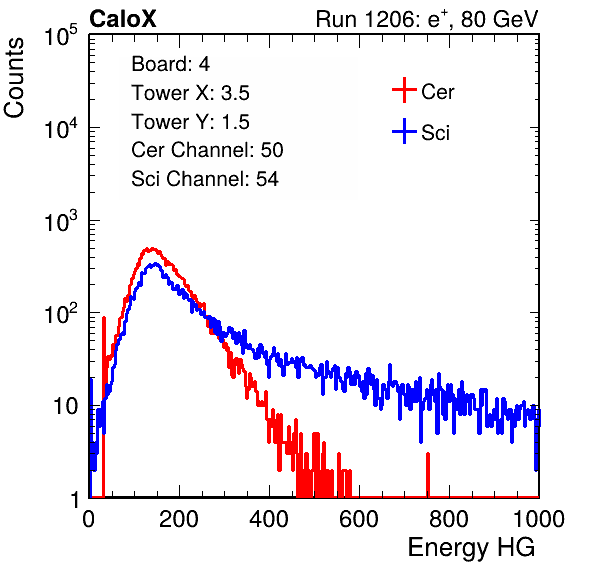 CaloX Run 1206: e⁺, 80 GeV
Counts
Board: 4
Tower X: 3.5
Tower Y: 1.5
Cer Channel: 50
Sci Channel: 54
Cer
Sci
10⁵
10⁴
10³
10²
10
1
0 200 400 600 800 1000
Energy HG